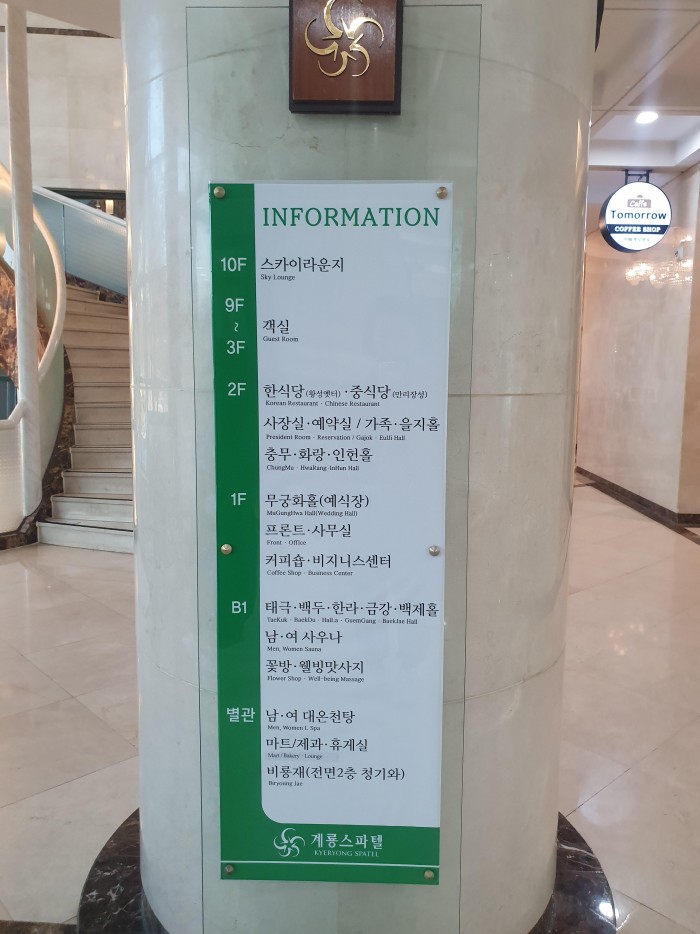 INFORMATION
10F 스카이라운지
Sky Lounge
9F
~ 객실
3F Guest Room
2F 한식당(황성옛터)·중식당(만리장성)
Korean Restaurant · Chinese Restaurant
사장실·예약실 / 가족·을지홀
President Room · Reservation / Gajok · Eulji Hall
충무·화랑·인헌홀
ChungMu · HwaRang·InHun Hall
1F 무궁화홀(예식장)
MuGungHwa Hall(Wedding Hall)
프론트·사무실
Front · Office
커피숍·비지니스센터
Coffee Shop · Business Center
B1 태극·백두·한라·금강·백제홀
TaeKuk · BaekDu · HalLa · GeemGang · BaekJae Hall
남·여 사우나
Men, Women Sauna
꽃방·웰빙맛사지
Flower Shop · Well-being Massage
별관 남·여 대온천탕
Men, Women L Spa
마트/제과·휴게실
Mart / Bakery · Lounge
비룡재(전면2층 청기와)
Biryoung Jae
계룡스파텔
KYERYONG SPATEL
Caffe
Tomorrow
COFFEE SHOP